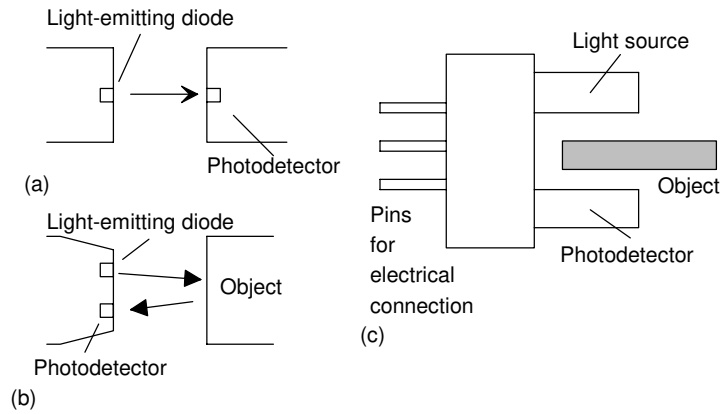 Light-emitting diode
Photodetector
(a)
Light-emitting diode
Object
Photodetector
(b)
Light source
Object
Photodetector
Pins
for
electrical
connection
(c)